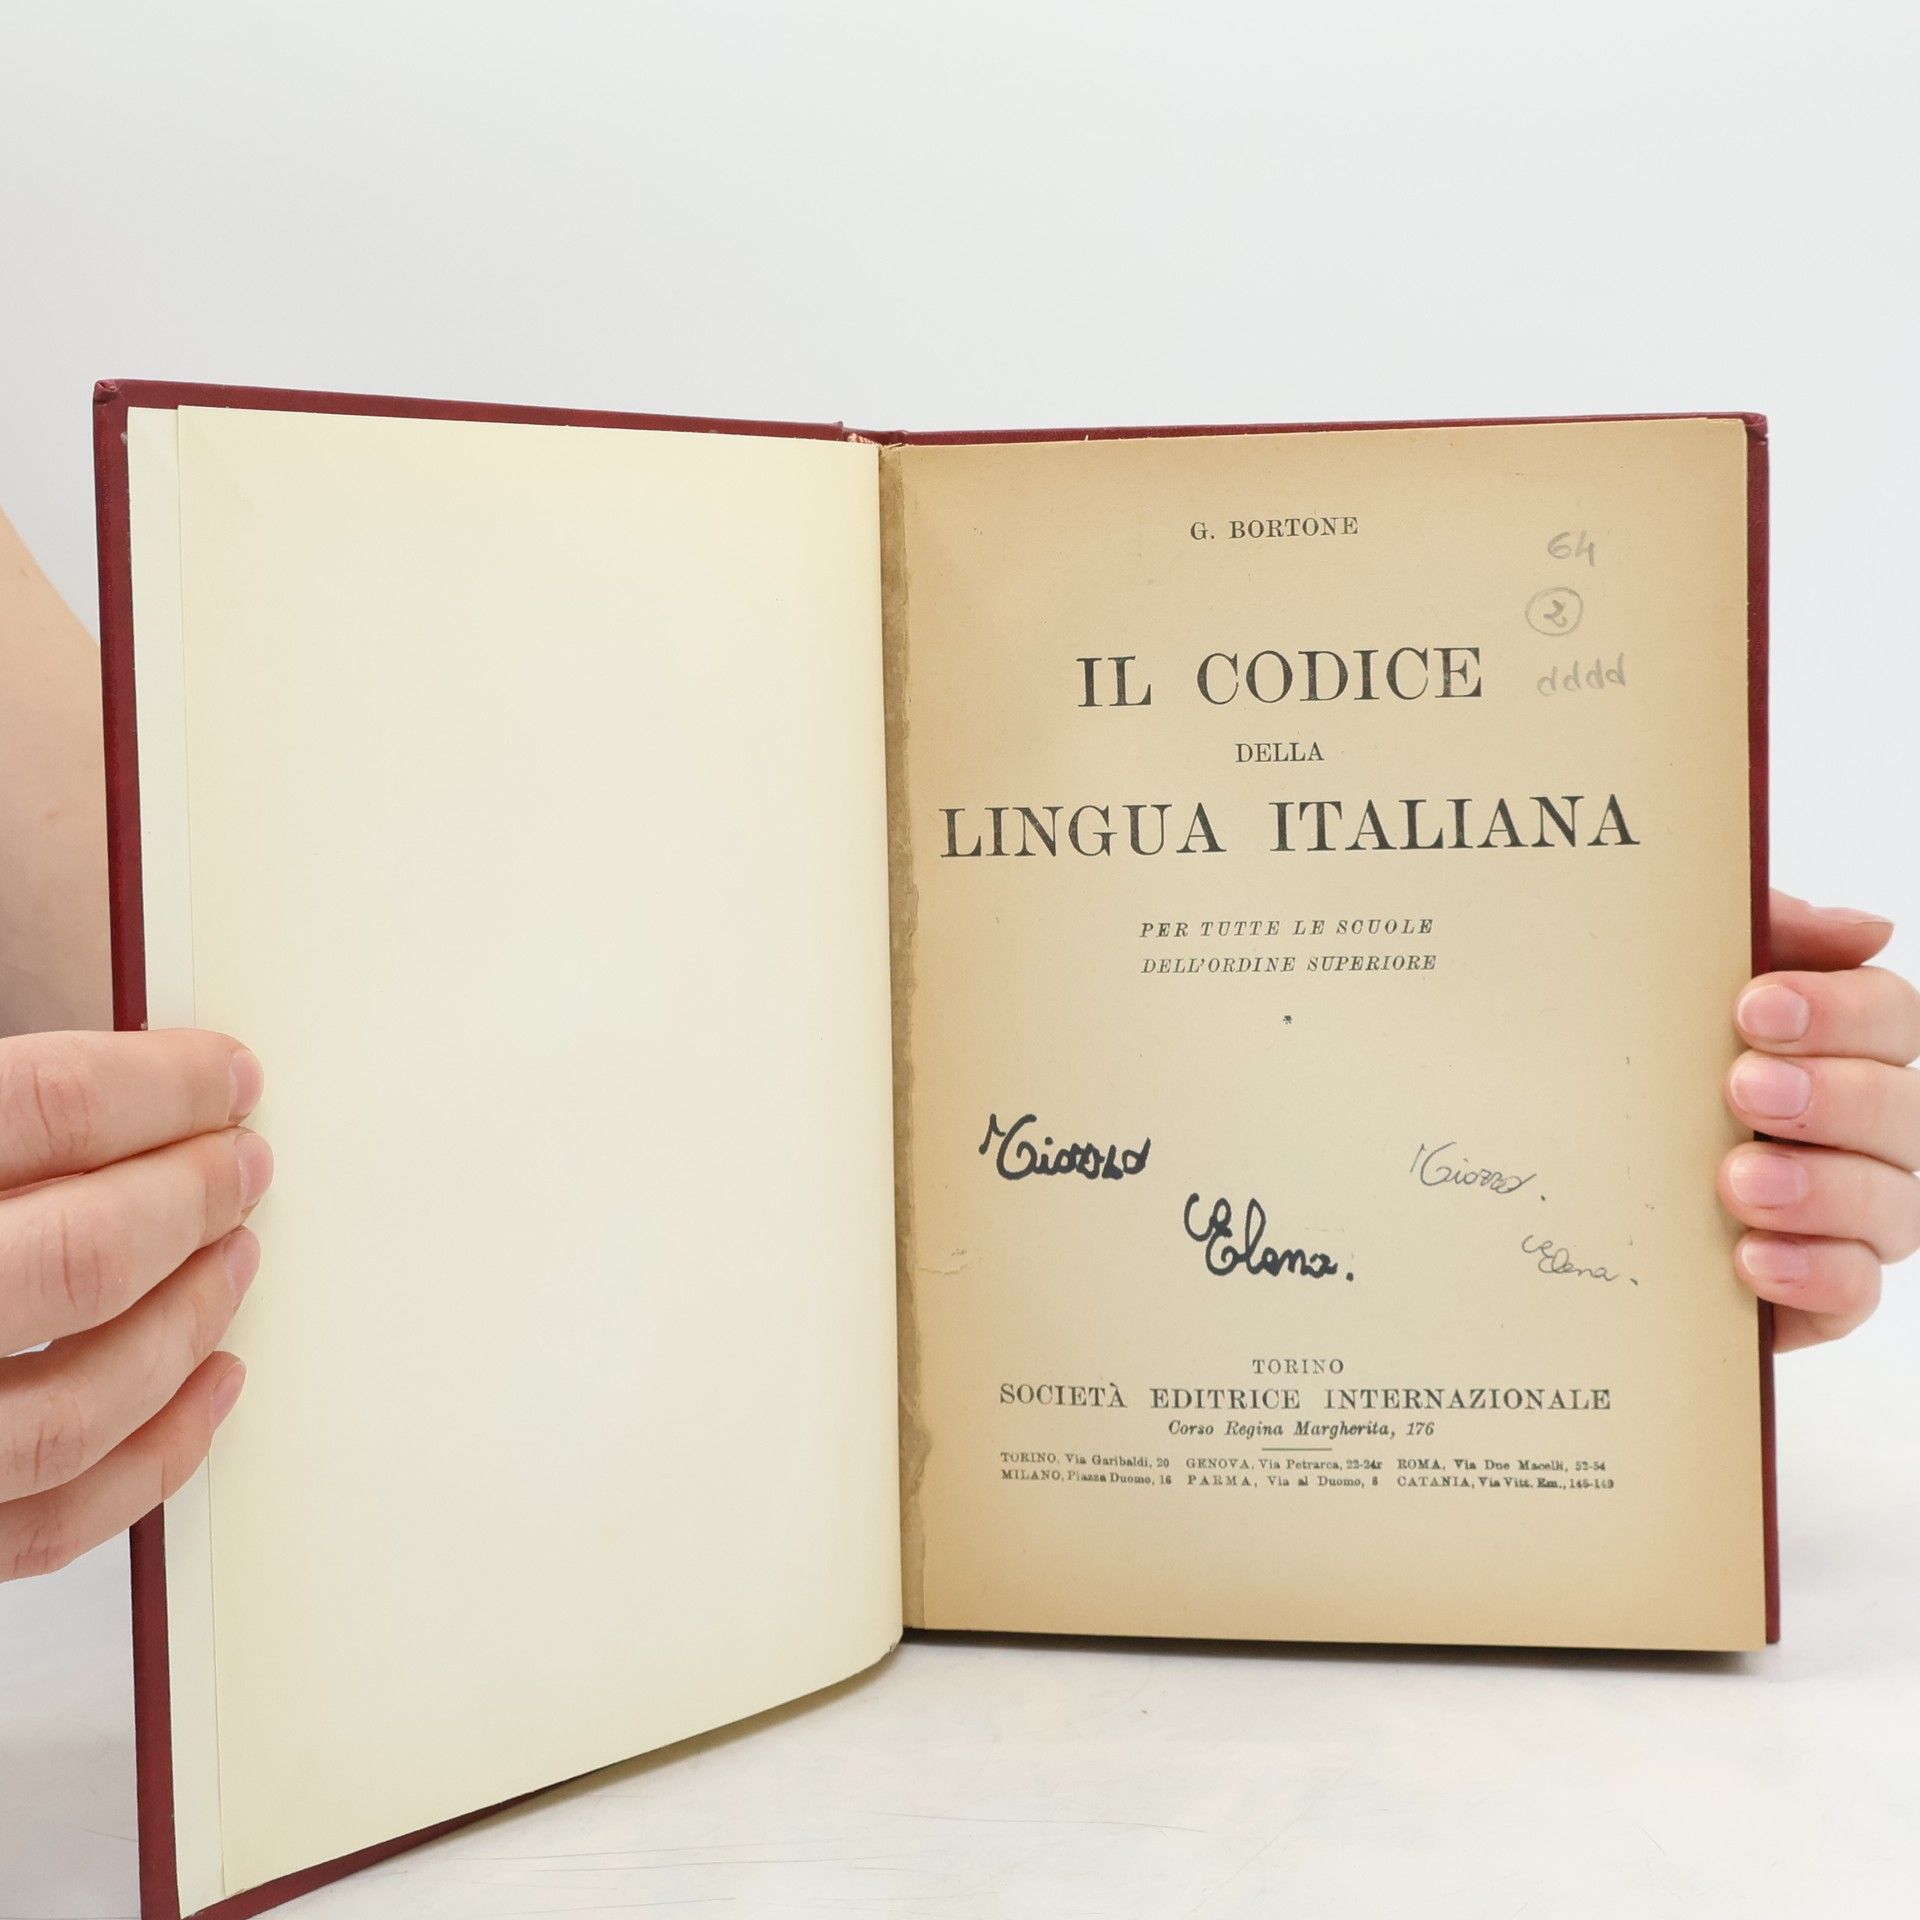 G. BORTONE
64
2
IL CODICE
dddd
DELLA
LINGUA ITALIANA
PER TUTTE LE SCUOLE
DELL'ORDINE SUPERIORE
*
Elena.
Elena.
TORINO
SOCIETÀ EDITRICE INTERNAZIONALE
Corso Regina Margherita, 176
TORINO, Via Garibaldi, 20 GENOVA, Via Petrarca, 22-24r ROMA, Via Due Macelli, 52-54
MILANO, Piazza Duomo, 16 PARMA, Via al Duomo, 8 CATANIA, Via Vitt. Em., 145-149